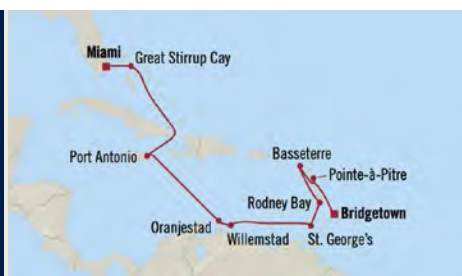 Miami
Great Stirrup Cay
Port Antonio
Basseterre
Pointe-à-Pitre
Rodney Bay
Bridgetown
Oranjestad
Willemstad
St. George's